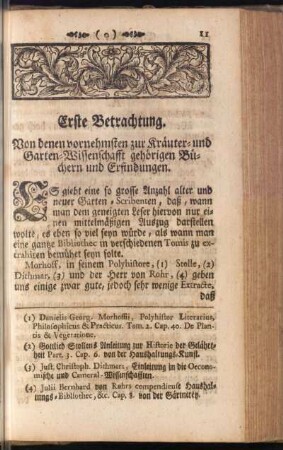 ( o )
11
Erste Betrachtung.
Von denen vornehmsten zur Kräuter- und
Garten-Wissenschafft gehörigen Bü-
chern und Erfindungen.
ES giebt eine so grosse Anzahl alter und
neuer Garten-Scribenten, daß, wann
man dem geneigten Leser hiervon nur ei-
nen mittelmäßigen Auszug darstellen
wolte, es eben so viel seyn würde, als wann man
eine gantze Bibliothec in verschiedenen Tomis zu ex-
trahiren bemühet seyn solte.
Morhoff, in seinem Polyhistore, (1) Stolle, (2)
Dithmar, (3) und der Herr von Rohr, (4) geben
uns einige zwar gute, jedoch sehr wenige Extracte,
daß
(1) Danielis Georg. Morhofii, Polyhistor Literarius,
Philosophicus & Practicus. Tom. 2. Cap. 40. De Plan-
tis & Vegetatione.
(2) Gottlieb Stollens Anleitung zur Historie der Gelahrt-
heit Part. 3. Cap. 6. von der Haushaltungs-Kunst.
(3) Just. Christoph. Dithmars, Einleitung in die Oecono-
mische und Cameral-Wissenschafften.
(4) Julii Bernhard von Rohrs compendieuse Haushal-
tungs-Bibliothec, &c. Cap. 8. von der Gärtnerey.